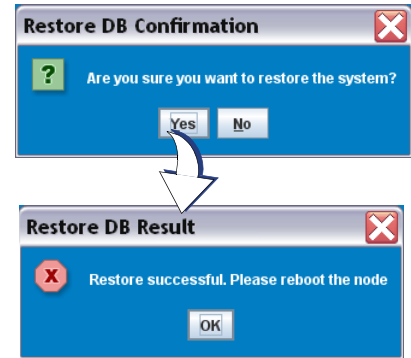 Restore DB Confirmation
Are you sure you want to restore the system?
Yes No
Restore DB Result
Restore successful. Please reboot the node
OK